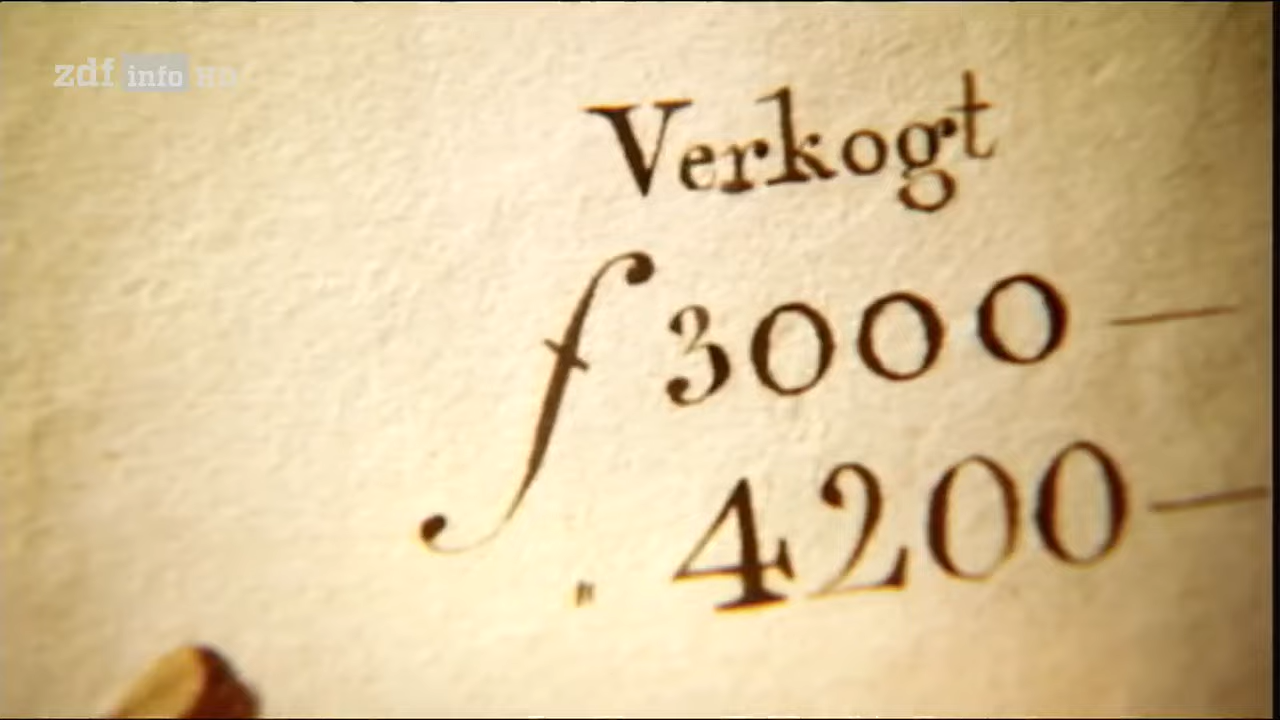 zdf info HD
Verkogt
ƒ 3000 —
" 4200 —